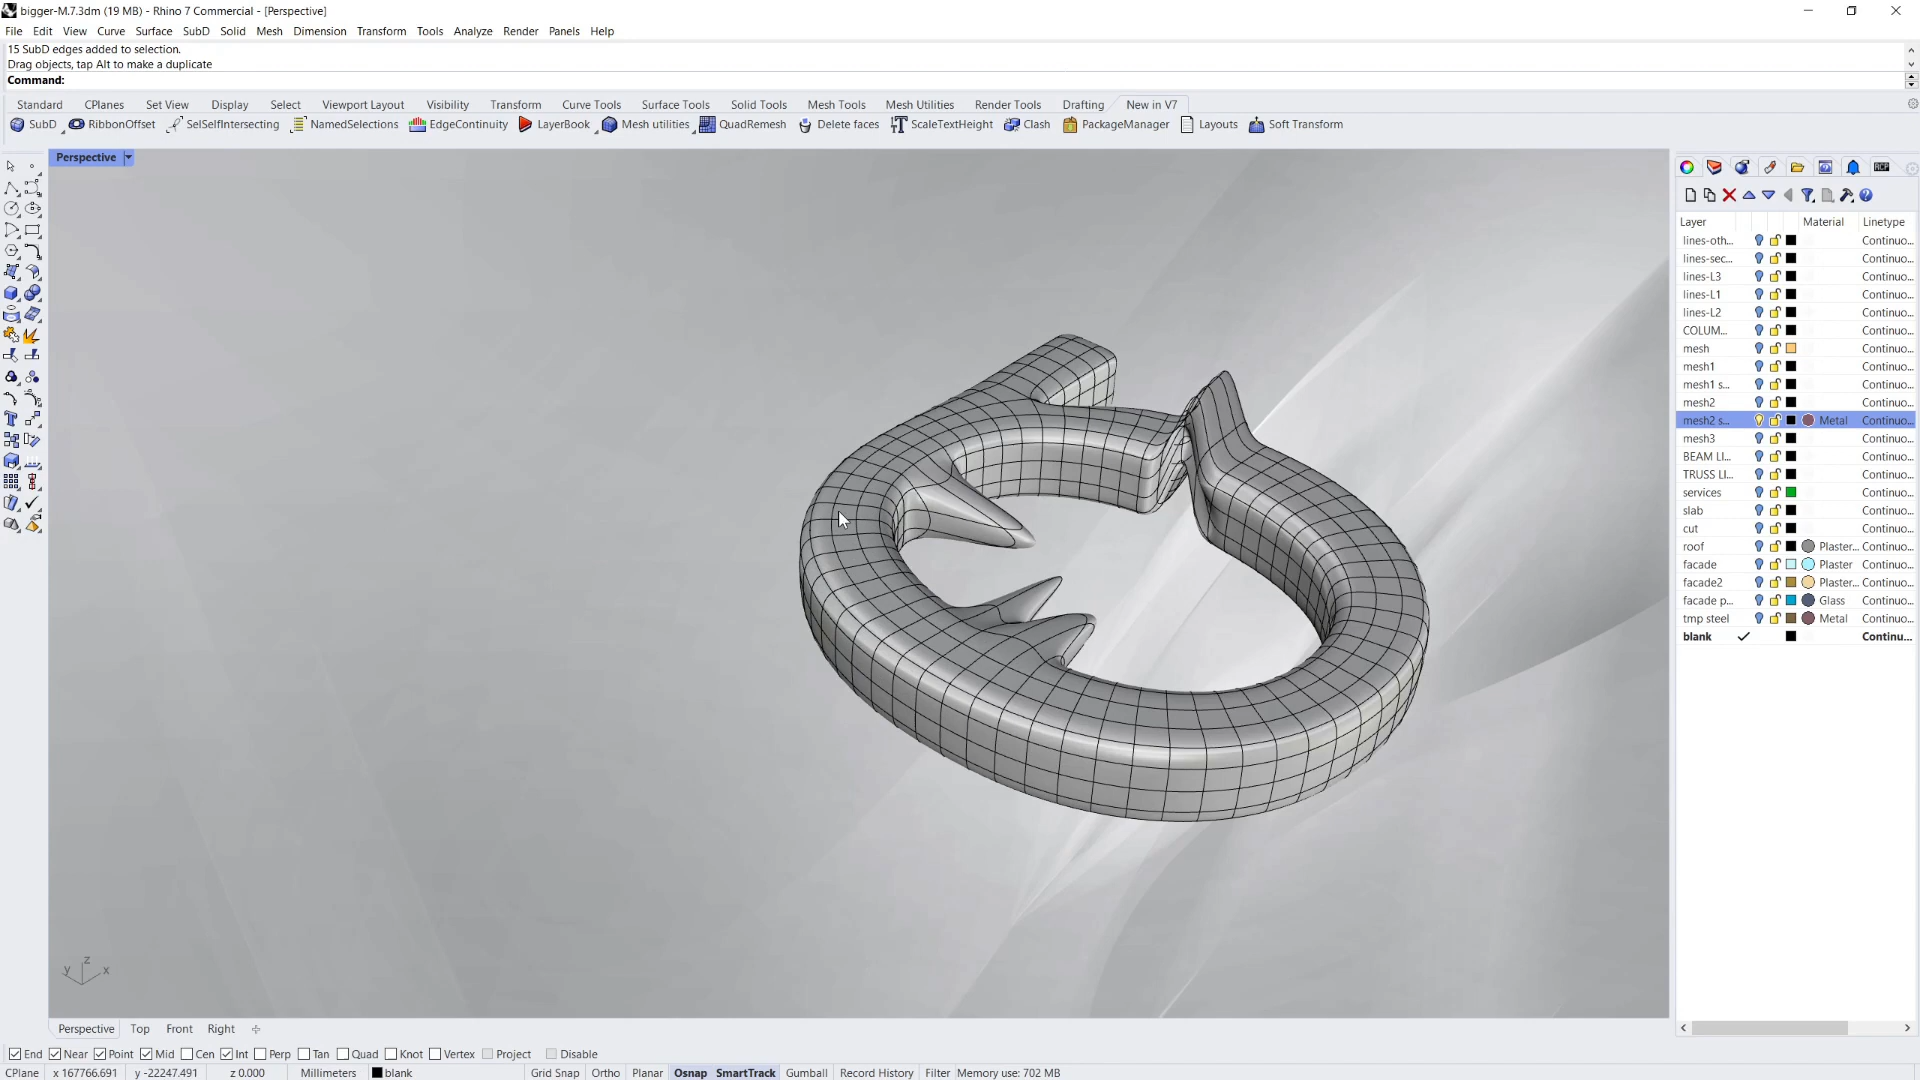 bigger-M.7.3dm (19 MB) - Rhino 7 Commercial - [Perspective]
File Edit View Curve Surface SubD Solid Mesh Dimension Transform Tools Analyze Render Panels Help
15 SubD edges added to selection.
Drag objects, tap Alt to make a duplicate
Command:
Standard CPlanes Set View Display Select Viewport Layout Visibility Transform Curve Tools Surface Tools Solid Tools Mesh Tools Mesh Utilities Render Tools Drafting New in V7
SubD RibbonOffset SelSelfIntersecting NamedSelections EdgeContinuity LayerBook Mesh utilities QuadRemesh Delete faces ScaleTextHeight Clash PackageManager Layouts Soft Transform
Perspective
Layer Material Linetype
lines-oth... Continuo...
lines-sec... Continuo...
lines-L3 Continuo...
lines-L1 Continuo...
lines-L2 Continuo...
COLUM... Continuo...
mesh Continuo...
mesh1 Continuo...
mesh1 s... Continuo...
mesh2 Continuo...
mesh2 s... Metal Continuo...
mesh3 Continuo...
BEAM LI... Continuo...
TRUSS LI... Continuo...
services Continuo...
slab Continuo...
cut Continuo...
roof Plaster... Continuo...
facade Plaster Continuo...
facade2 Plaster... Continuo...
facade p... Glass Continuo...
tmp steel Metal Continuo...
blank Continu...
z
y x
Perspective Top Front Right
End Near Point Mid Cen Int Perp Tan Quad Knot Vertex Project Disable
CPlane x 167766.691 y -22247.491 z 0.000 Millimeters blank Grid Snap Ortho Planar Osnap SmartTrack Gumball Record History Filter Memory use: 702 MB